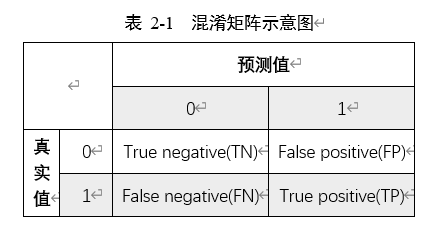 表 2-1 混淆矩阵示意图
预测值
0 1
真实值
0 True negative(TN) False positive(FP)
1 False negative(FN) True positive(TP)